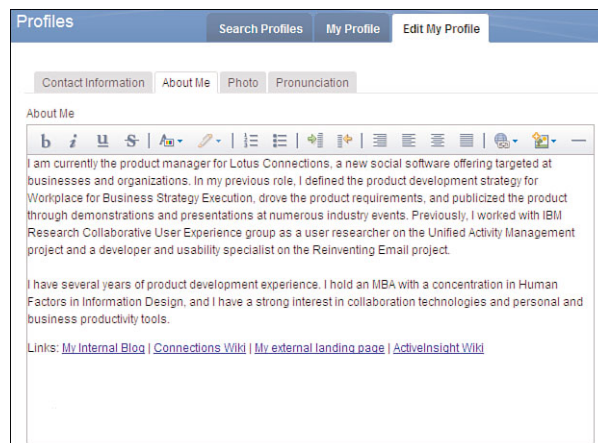 Profiles
Search Profiles My Profile Edit My Profile
Contact Information About Me Photo Pronunciation
About Me
b i u S
I am currently the product manager for Lotus Connections, a new social software offering targeted at
businesses and organizations. In my previous role, I defined the product development strategy for
Workplace for Business Strategy Execution, drove the product requirements, and publicized the product
through demonstrations and presentations at numerous industry events. Previously, I worked with IBM
Research Collaborative User Experience group as a user researcher on the Unified Activity Management
project and a developer and usability specialist on the Reinventing Email project.
I have several years of product development experience. I hold an MBA with a concentration in Human
Factors in Information Design, and I have a strong interest in collaboration technologies and personal and
business productivity tools.
Links: My Internal Blog | Connections Wiki | My external landing page | ActiveInsight Wiki